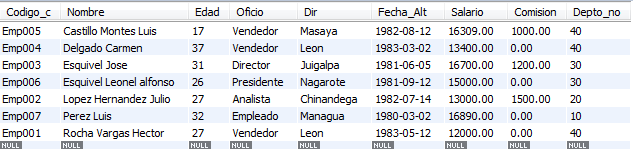 Codigo_c Nombre Edad Oficio Dir Fecha_Alt Salario Comision Depto_no
Emp005 Castillo Montes Luis 17 Vendedor Masaya 1982-08-12 16309.00 1000.00 40
Emp004 Delgado Carmen 37 Vendedor Leon 1983-03-02 13400.00 0.00 40
Emp003 Esquivel Jose 31 Director Juigalpa 1981-06-05 16700.00 1200.00 30
Emp006 Esquivel Leonel alfonso 26 Presidente Nagarote 1981-09-12 15000.00 0.00 30
Emp002 Lopez Hernandez Julio 27 Analista Chinandega 1982-07-14 13000.00 1500.00 20
Emp007 Perez Luis 32 Empleado Managua 1980-03-02 16890.00 0.00 10
Emp001 Rocha Vargas Hector 27 Vendedor Leon 1983-05-12 12000.00 0.00 40
NULL NULL NULL NULL NULL NULL NULL NULL NULL